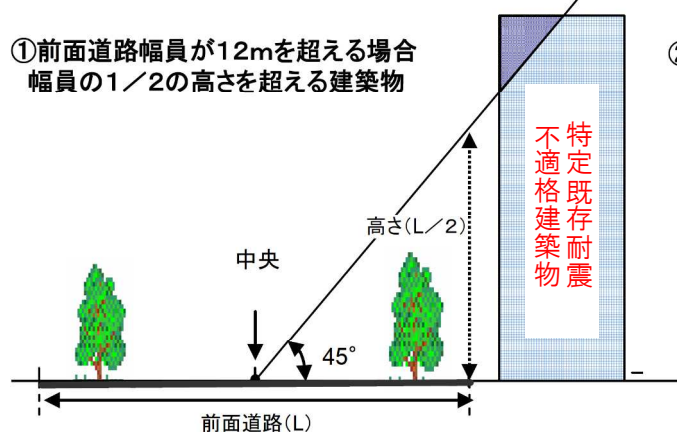 ①前面道路幅員が12mを超える場合
幅員の1／2の高さを超える建築物
②
特定既存耐震
不適格建築物
高さ(L／2)
中央
45°
前面道路(L)